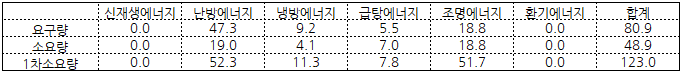 신재생에너지 난방에너지 냉방에너지 급탕에너지 조명에너지 환기에너지 합계
요구량 0.0 47.3 9.2 5.5 18.8 0.0 80.9
소요량 0.0 19.0 4.1 7.0 18.8 0.0 48.9
1차소요량 0.0 52.3 11.3 7.8 51.7 0.0 123.0